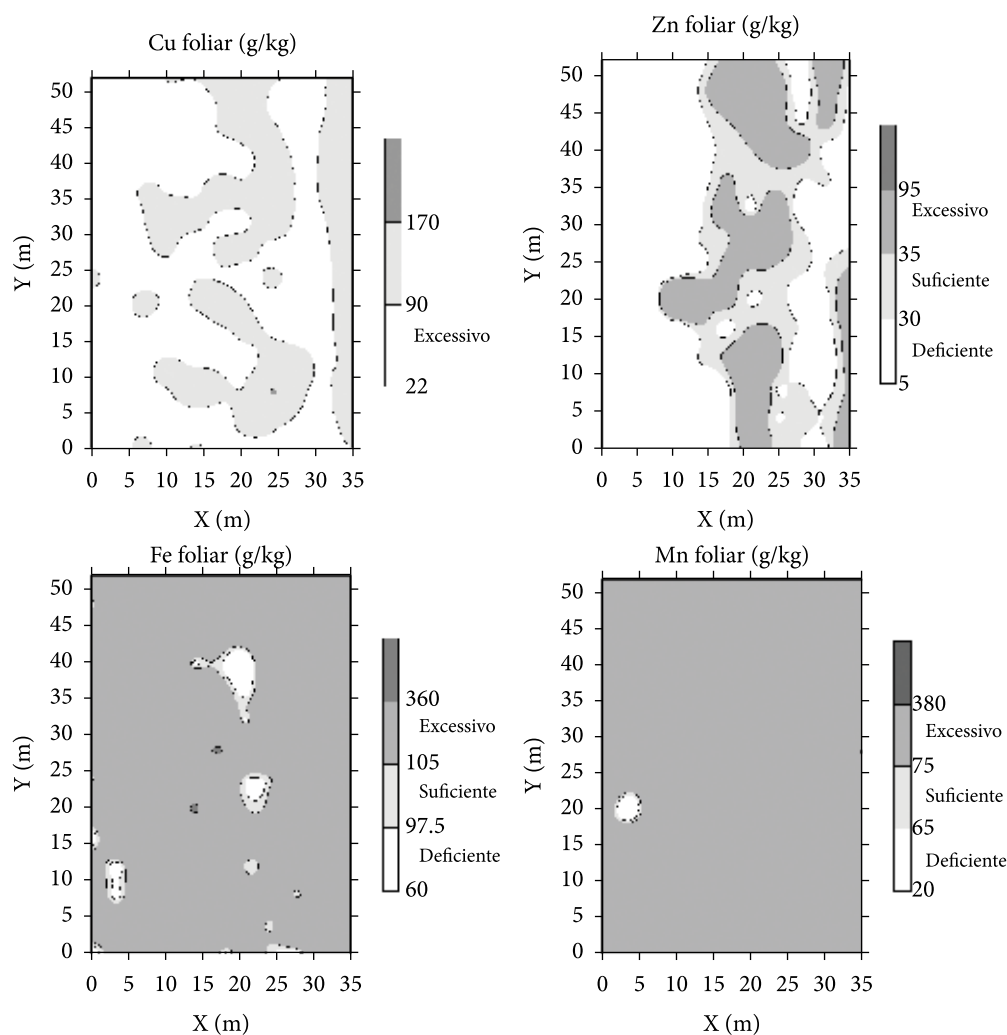 Cu foliar (g/kg)
50
45
40
35
30
25
20
15
10
5
0
Y (m)
0 5 10 15 20 25 30 35
X (m)
170
90
Excessivo
22
Zn foliar (g/kg)
50
45
40
35
30
25
20
15
10
5
0
Y (m)
0 5 10 15 20 25 30 35
X (m)
95
Excessivo
35
Suficiente
30
Deficiente
5
Fe foliar (g/kg)
50
45
40
35
30
25
20
15
10
5
0
Y (m)
0 5 10 15 20 25 30 35
X (m)
360
Excessivo
105
Suficiente
97.5
Deficiente
60
Mn foliar (g/kg)
50
45
40
35
30
25
20
15
10
5
0
Y (m)
0 5 10 15 20 25 30 35
X (m)
380
Excessivo
75
Suficiente
65
Deficiente
20